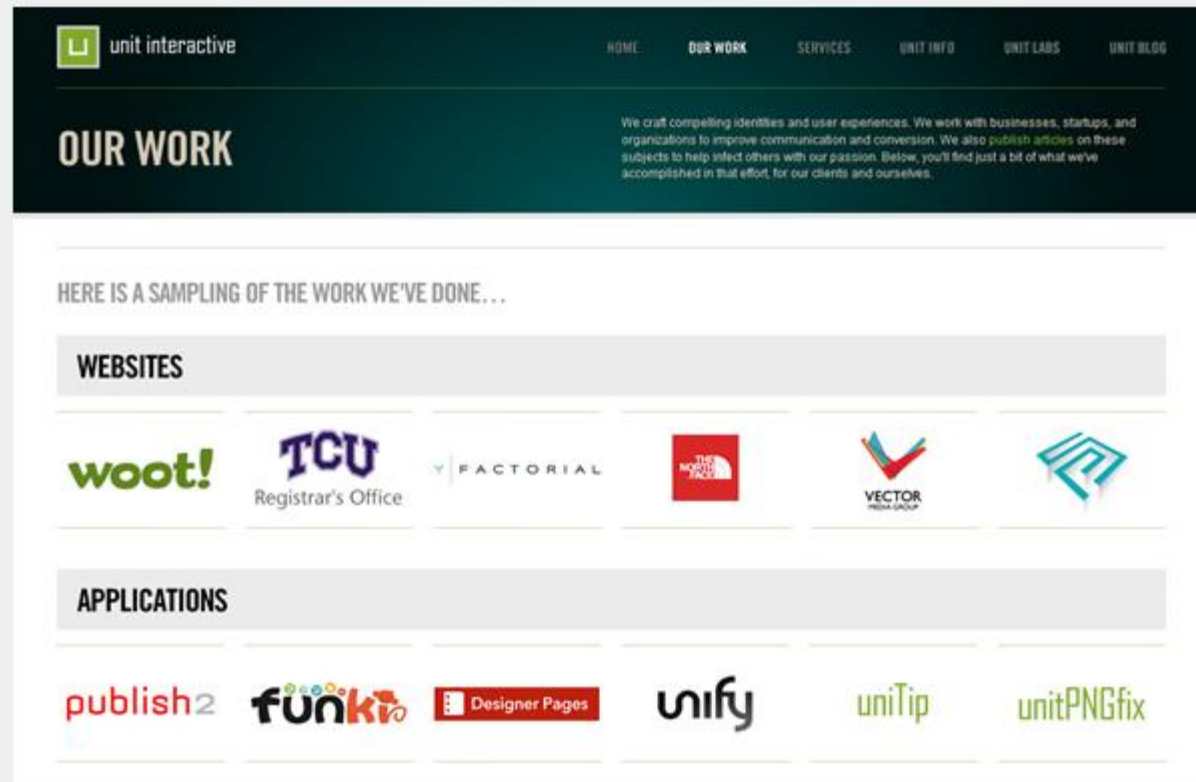 unit interactive
HOME OUR WORK SERVICES UNIT INFO UNIT LABS UNIT BLOG
OUR WORK
We craft compelling identities and user experiences. We work with businesses, startups, and
organizations to improve communication and conversion. We also publish articles on these
subjects to help infect others with our passion. Below, you'll find just a bit of what we've
accomplished in that effort, for our clients and ourselves.
HERE IS A SAMPLING OF THE WORK WE'VE DONE...
WEBSITES
woot!
TCU
Registrar's Office
FACTORIAL
THE
NORTH
FACE
VECTOR
MEDIA GROUP
APPLICATIONS
publish2
funk
Designer Pages
unify
uniTip
unitPNGfix